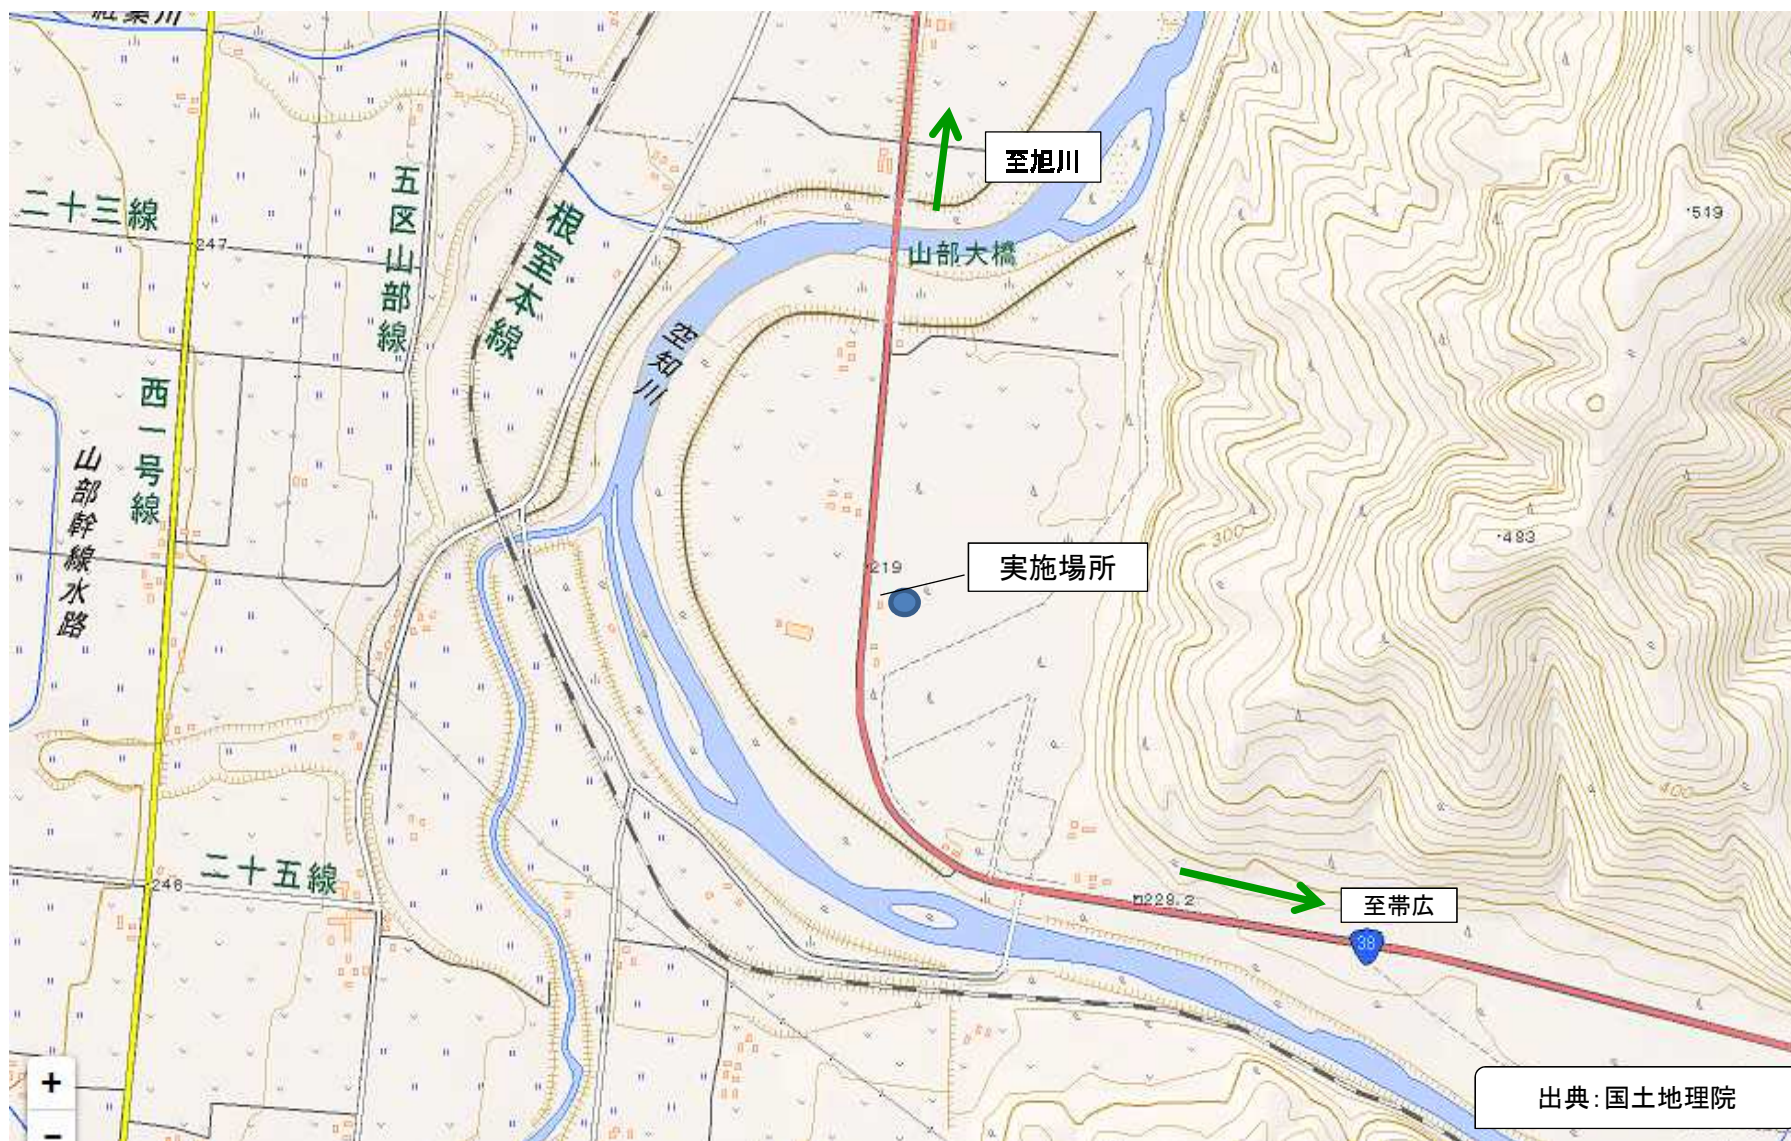 至旭川
二十三線
247
五区山部線
根室本線
山部大橋
519
空知川
西一号線
山部幹線水路
300
483
219
実施場所
400
二十五線
246
228.2
至帯広
38
+
−
出典：国土地理院